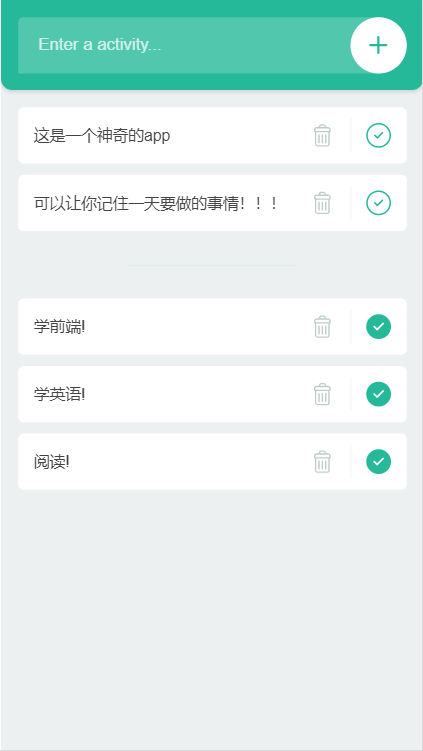 Enter a activity...
这是一个神奇的app
可以让你记住一天要做的事情！！！
学前端!
学英语!
阅读!